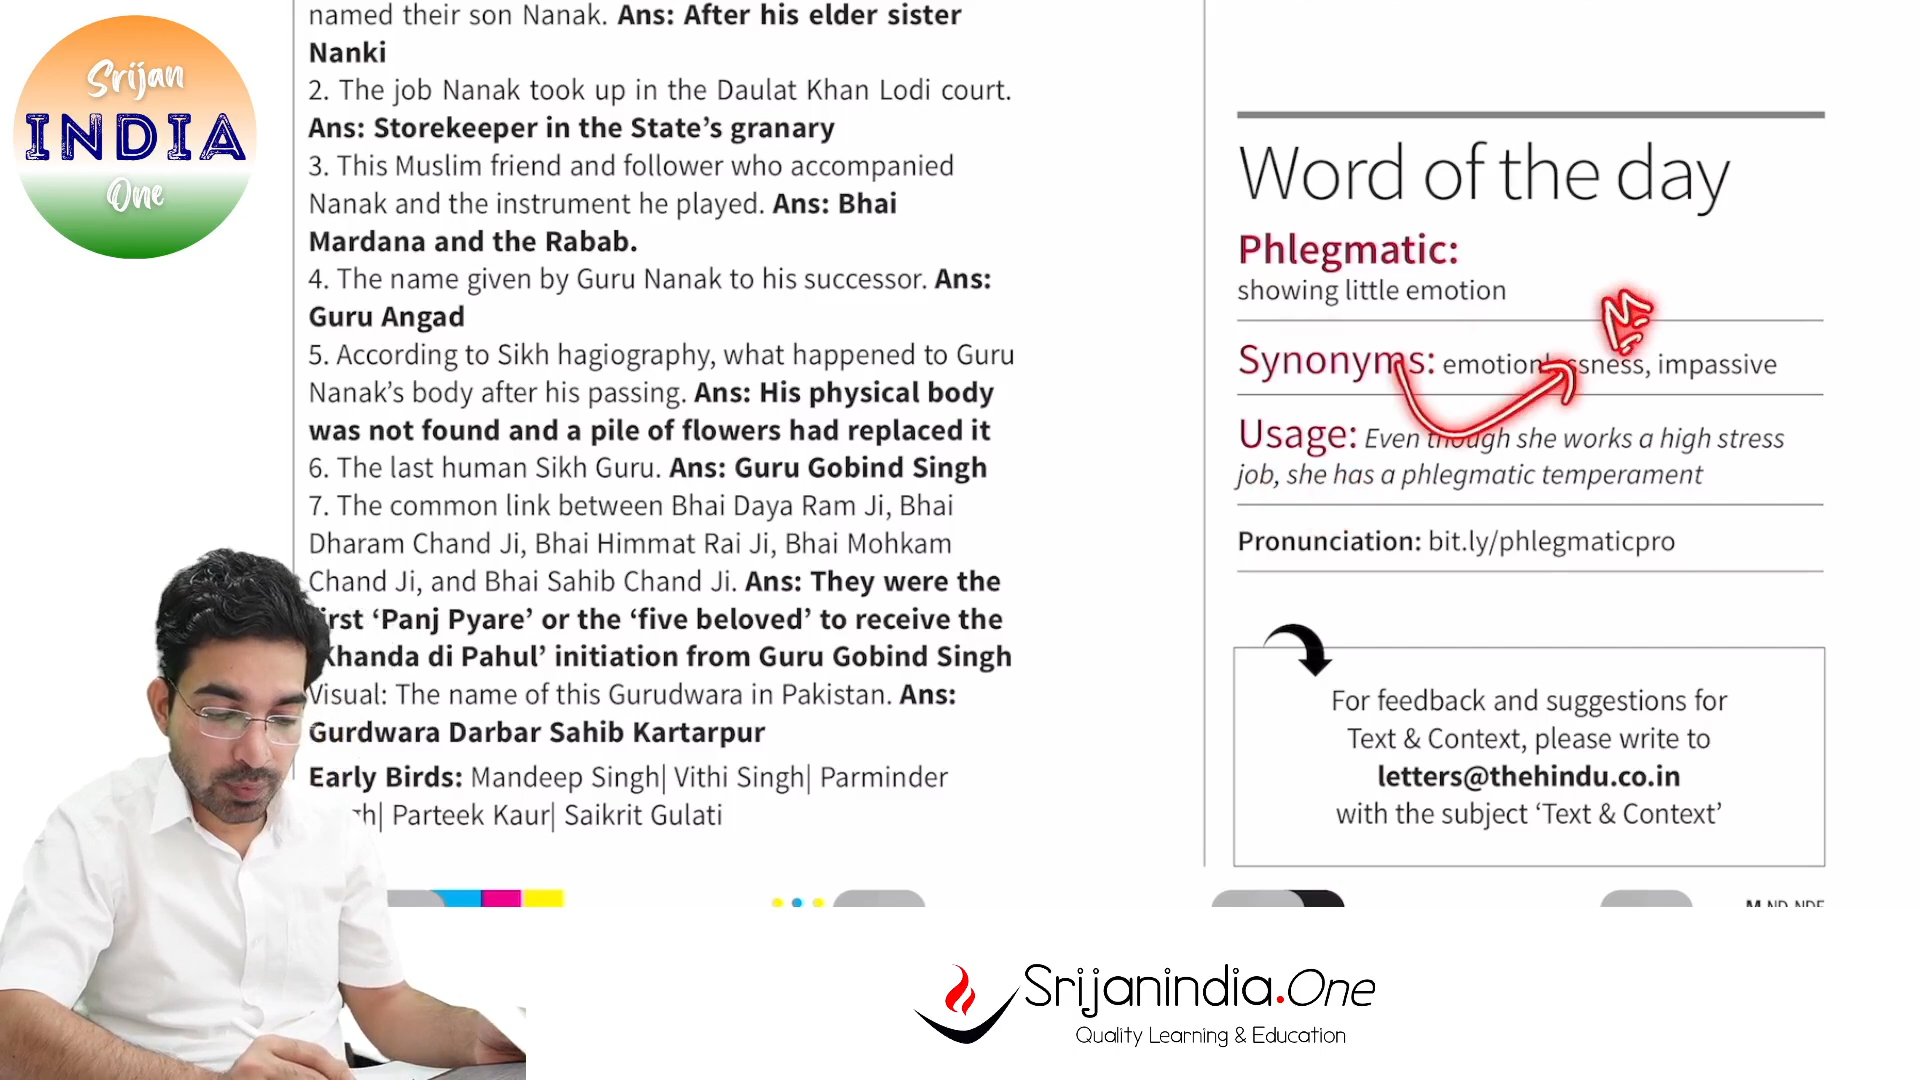 Srijan
INDIA
One
named their son Nanak. Ans: After his elder sister
Nanki
2. The job Nanak took up in the Daulat Khan Lodi court.
Ans: Storekeeper in the State’s granary
3. This Muslim friend and follower who accompanied
Nanak and the instrument he played. Ans: Bhai
Mardana and the Rabab.
4. The name given by Guru Nanak to his successor. Ans:
Guru Angad
5. According to Sikh hagiography, what happened to Guru
Nanak’s body after his passing. Ans: His physical body
was not found and a pile of flowers had replaced it
6. The last human Sikh Guru. Ans: Guru Gobind Singh
7. The common link between Bhai Daya Ram Ji, Bhai
Dharam Chand Ji, Bhai Himmat Rai Ji, Bhai Mohkam
Chand Ji, and Bhai Sahib Chand Ji. Ans: They were the
‘Panj Pyare’ or the ‘five beloved’ to receive the
di Pahul’ initiation from Guru Gobind Singh
Visual: The name of this Gurudwara in Pakistan. Ans:
Gurdwara Darbar Sahib Kartarpur
Early Birds: Mandeep Singh| Vithi Singh| Parminder
| Parteek Kaur| Saikrit Gulati
Word of the day
Phlegmatic:
showing little emotion
Synonyms: emotionlessness, impassive
Usage: Even though she works a high stress
job, she has a phlegmatic temperament
Pronunciation: bit.ly/phlegmaticpro
For feedback and suggestions for
Text & Context, please write to
letters@thehindu.co.in
with the subject ‘Text & Context’
Srijanindia.One
Quality Learning & Education